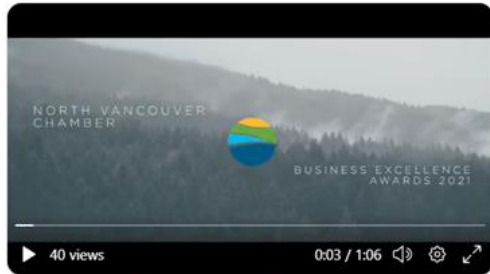 NORTH VANCOUVER
CHAMBER
BUSINESS EXCELLENCE
AWARDS 2021
40 views
0:03 / 1:06